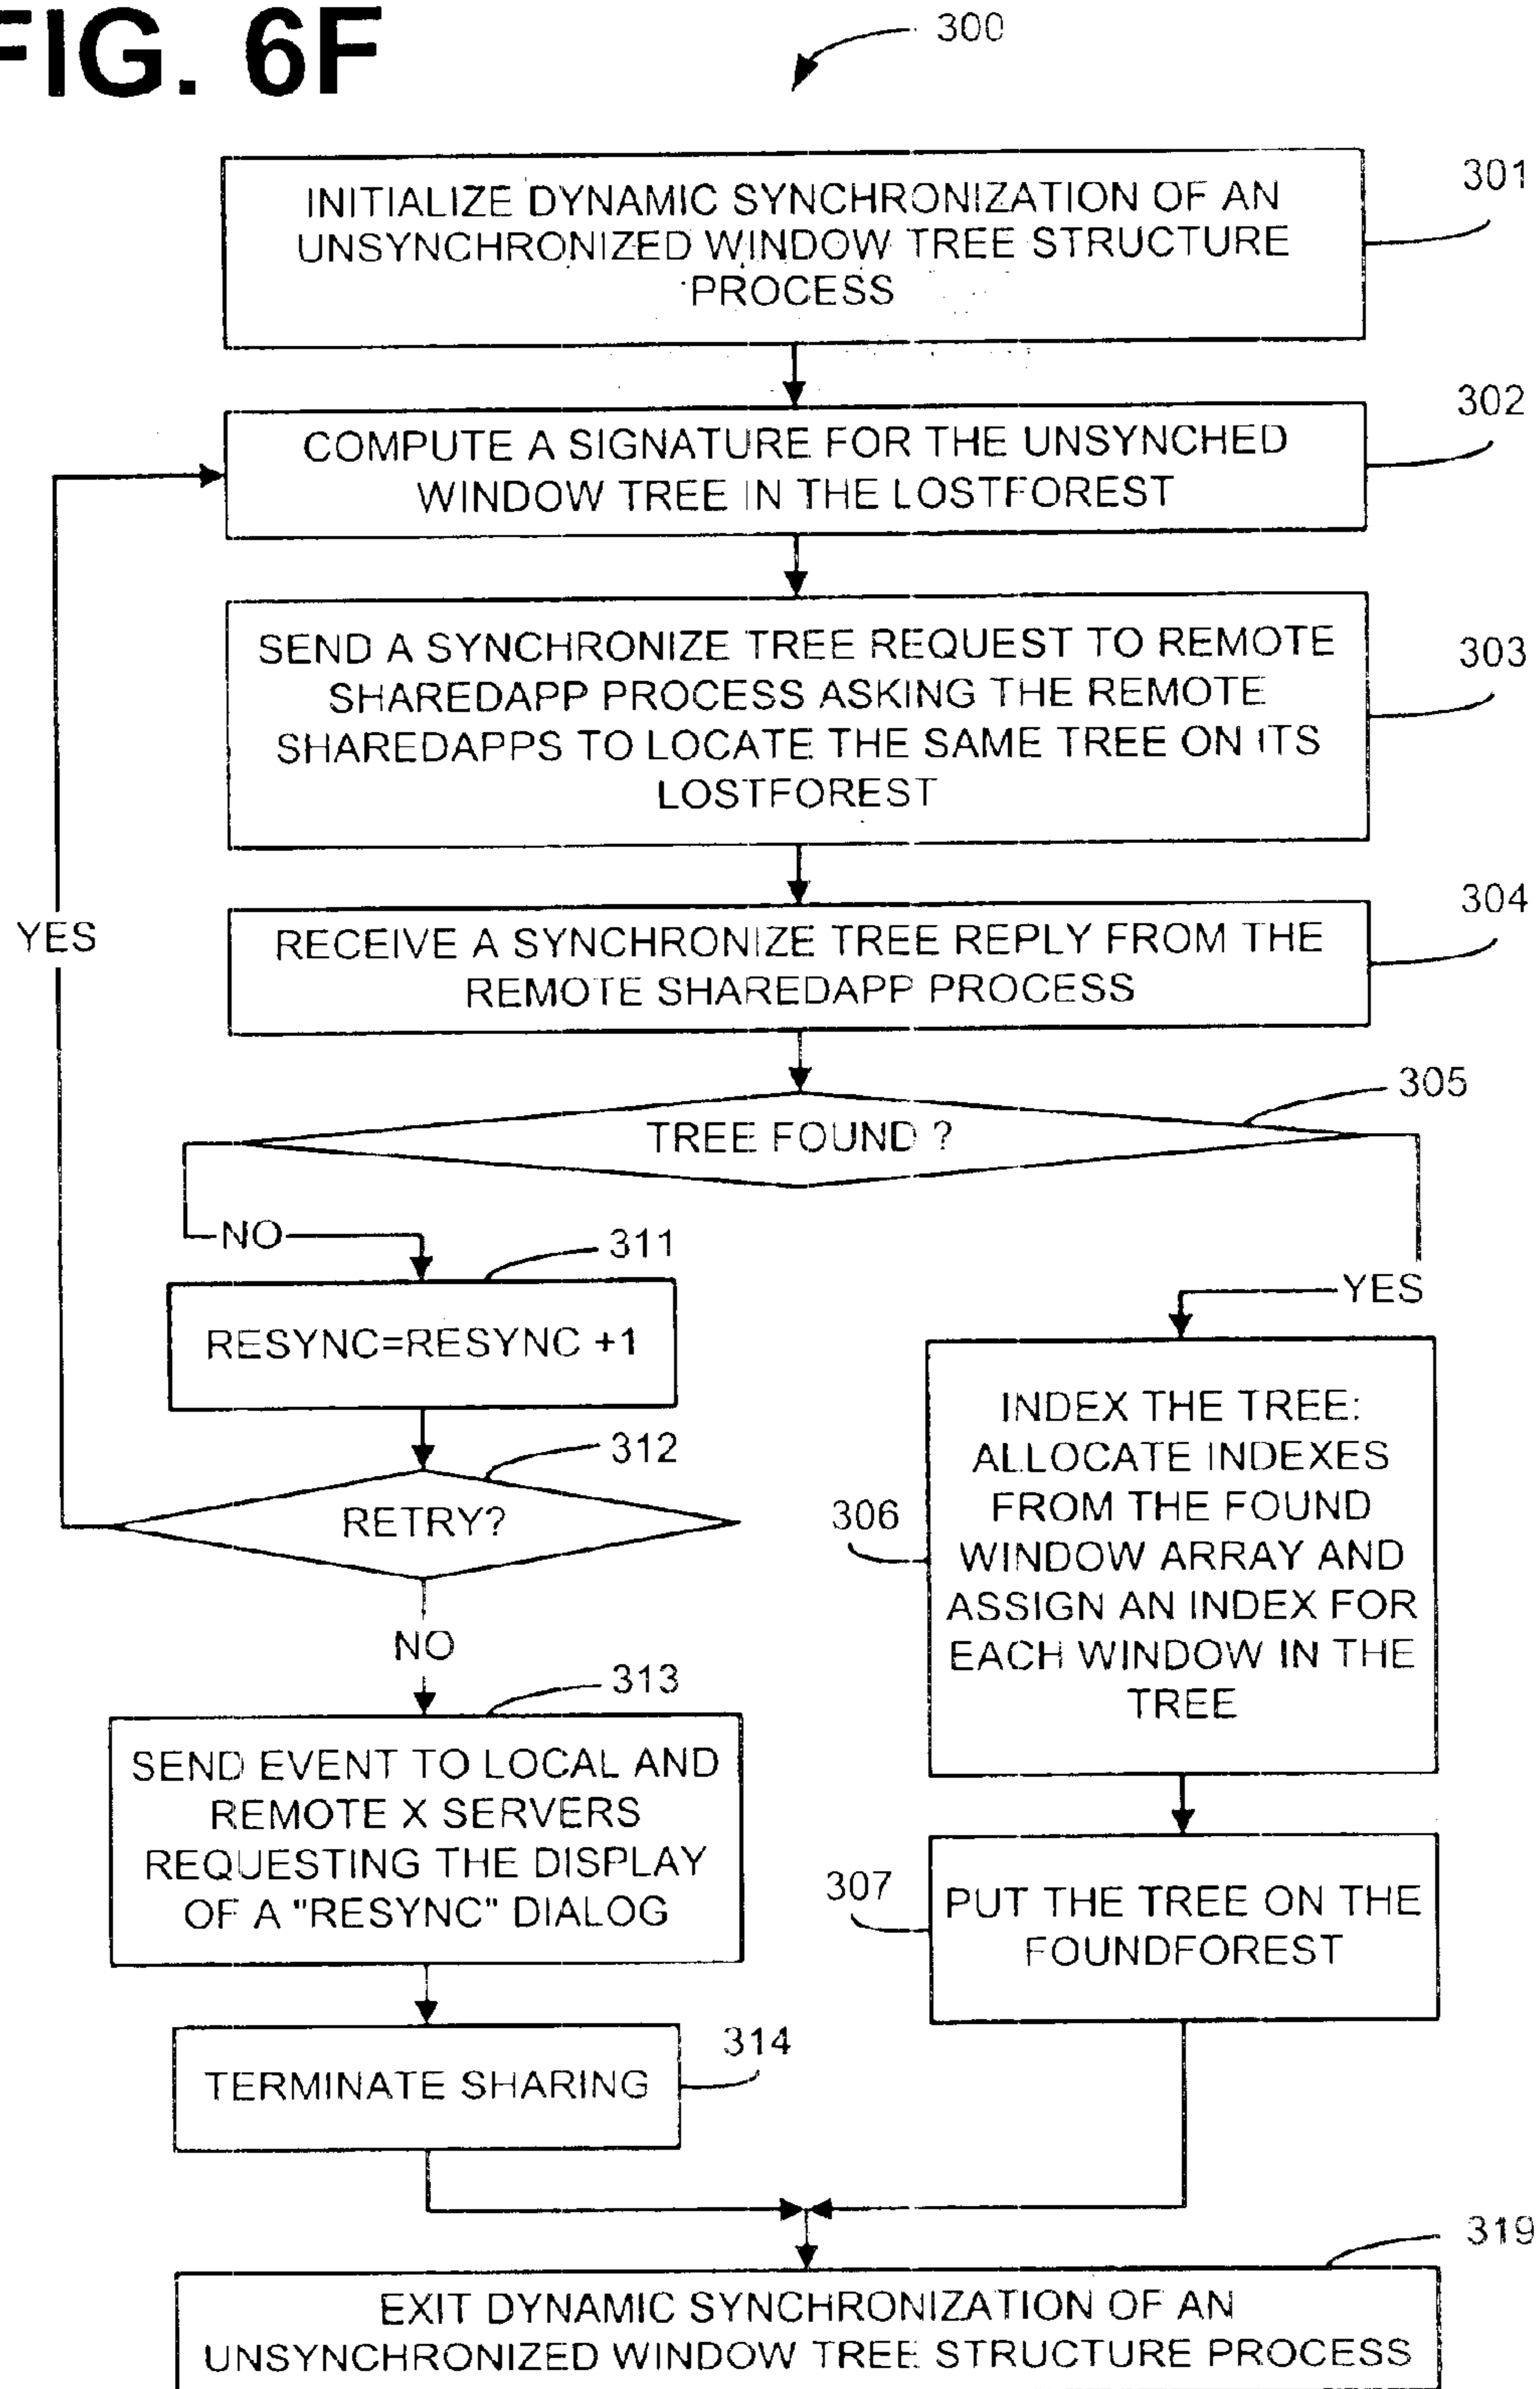 FIG. 6F
300
301
INITIALIZE DYNAMIC SYNCHRONIZATION OF AN
UNSYNCHRONIZED WINDOW TREE STRUCTURE
PROCESS
302
COMPUTE A SIGNATURE FOR THE UNSYNCHED
WINDOW TREE IN THE LOSTFOREST
303
SEND A SYNCHRONIZE TREE REQUEST TO REMOTE
SHAREDAPP PROCESS ASKING THE REMOTE
SHAREDAPPS TO LOCATE THE SAME TREE ON ITS
LOSTFOREST
304
YES
RECEIVE A SYNCHRONIZE TREE REPLY FROM THE
REMOTE SHAREDAPP PROCESS
305
TREE FOUND ?
NO
311
YES
RESYNC=RESYNC +1
312
RETRY?
NO
306
INDEX THE TREE:
ALLOCATE INDEXES
FROM THE FOUND
WINDOW ARRAY AND
ASSIGN AN INDEX FOR
EACH WINDOW IN THE
TREE
313
SEND EVENT TO LOCAL AND
REMOTE X SERVERS
REQUESTING THE DISPLAY
OF A "RESYNC" DIALOG
307
PUT THE TREE ON THE
FOUNDFOREST
314
TERMINATE SHARING
319
EXIT DYNAMIC SYNCHRONIZATION OF AN
UNSYNCHRONIZED WINDOW TREE STRUCTURE PROCESS